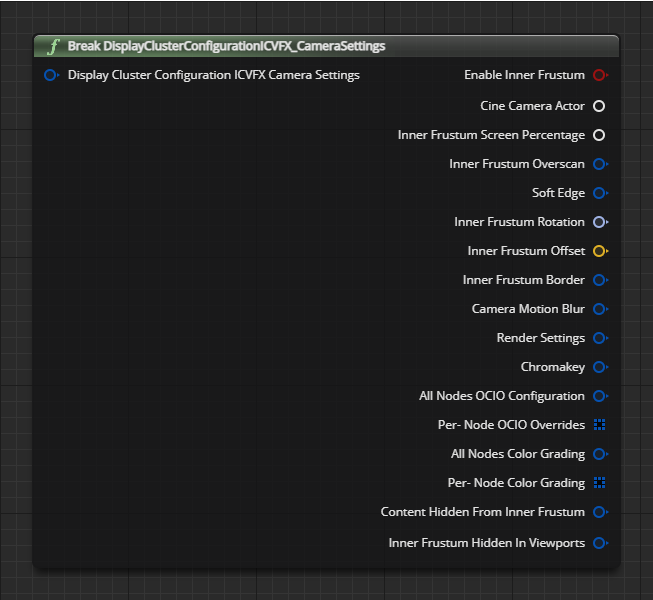 f Break DisplayClusterConfigurationICVFX_CameraSettings
Display Cluster Configuration ICVFX Camera Settings
Enable Inner Frustum
Cine Camera Actor
Inner Frustum Screen Percentage
Inner Frustum Overscan
Soft Edge
Inner Frustum Rotation
Inner Frustum Offset
Inner Frustum Border
Camera Motion Blur
Render Settings
Chromakey
All Nodes OCIO Configuration
Per- Node OCIO Overrides
All Nodes Color Grading
Per- Node Color Grading
Content Hidden From Inner Frustum
Inner Frustum Hidden In Viewports